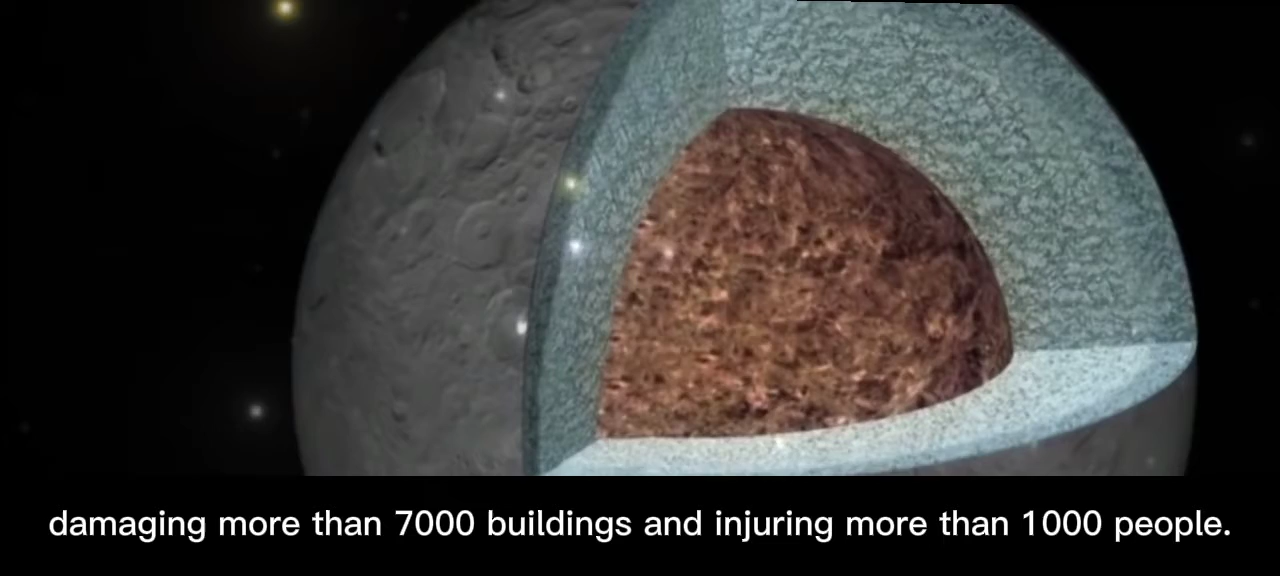 damaging more than 7000 buildings and injuring more than 1000 people.